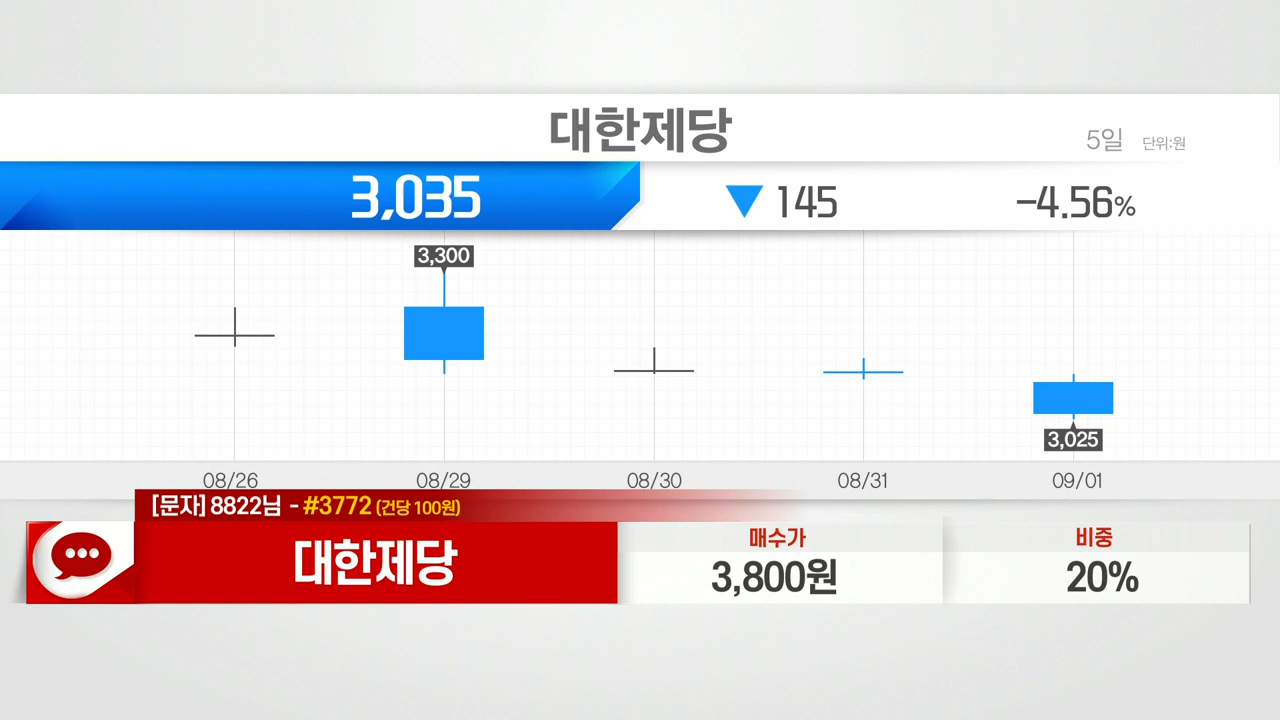 대한제당
5일 단위:원
3,035 ▼ 145 -4.56%
3,300
3,025
08/26 08/29 08/30 08/31 09/01
[문자] 8822님 - #3772 (건당 100원)
대한제당
매수가
3,800원
비중
20%